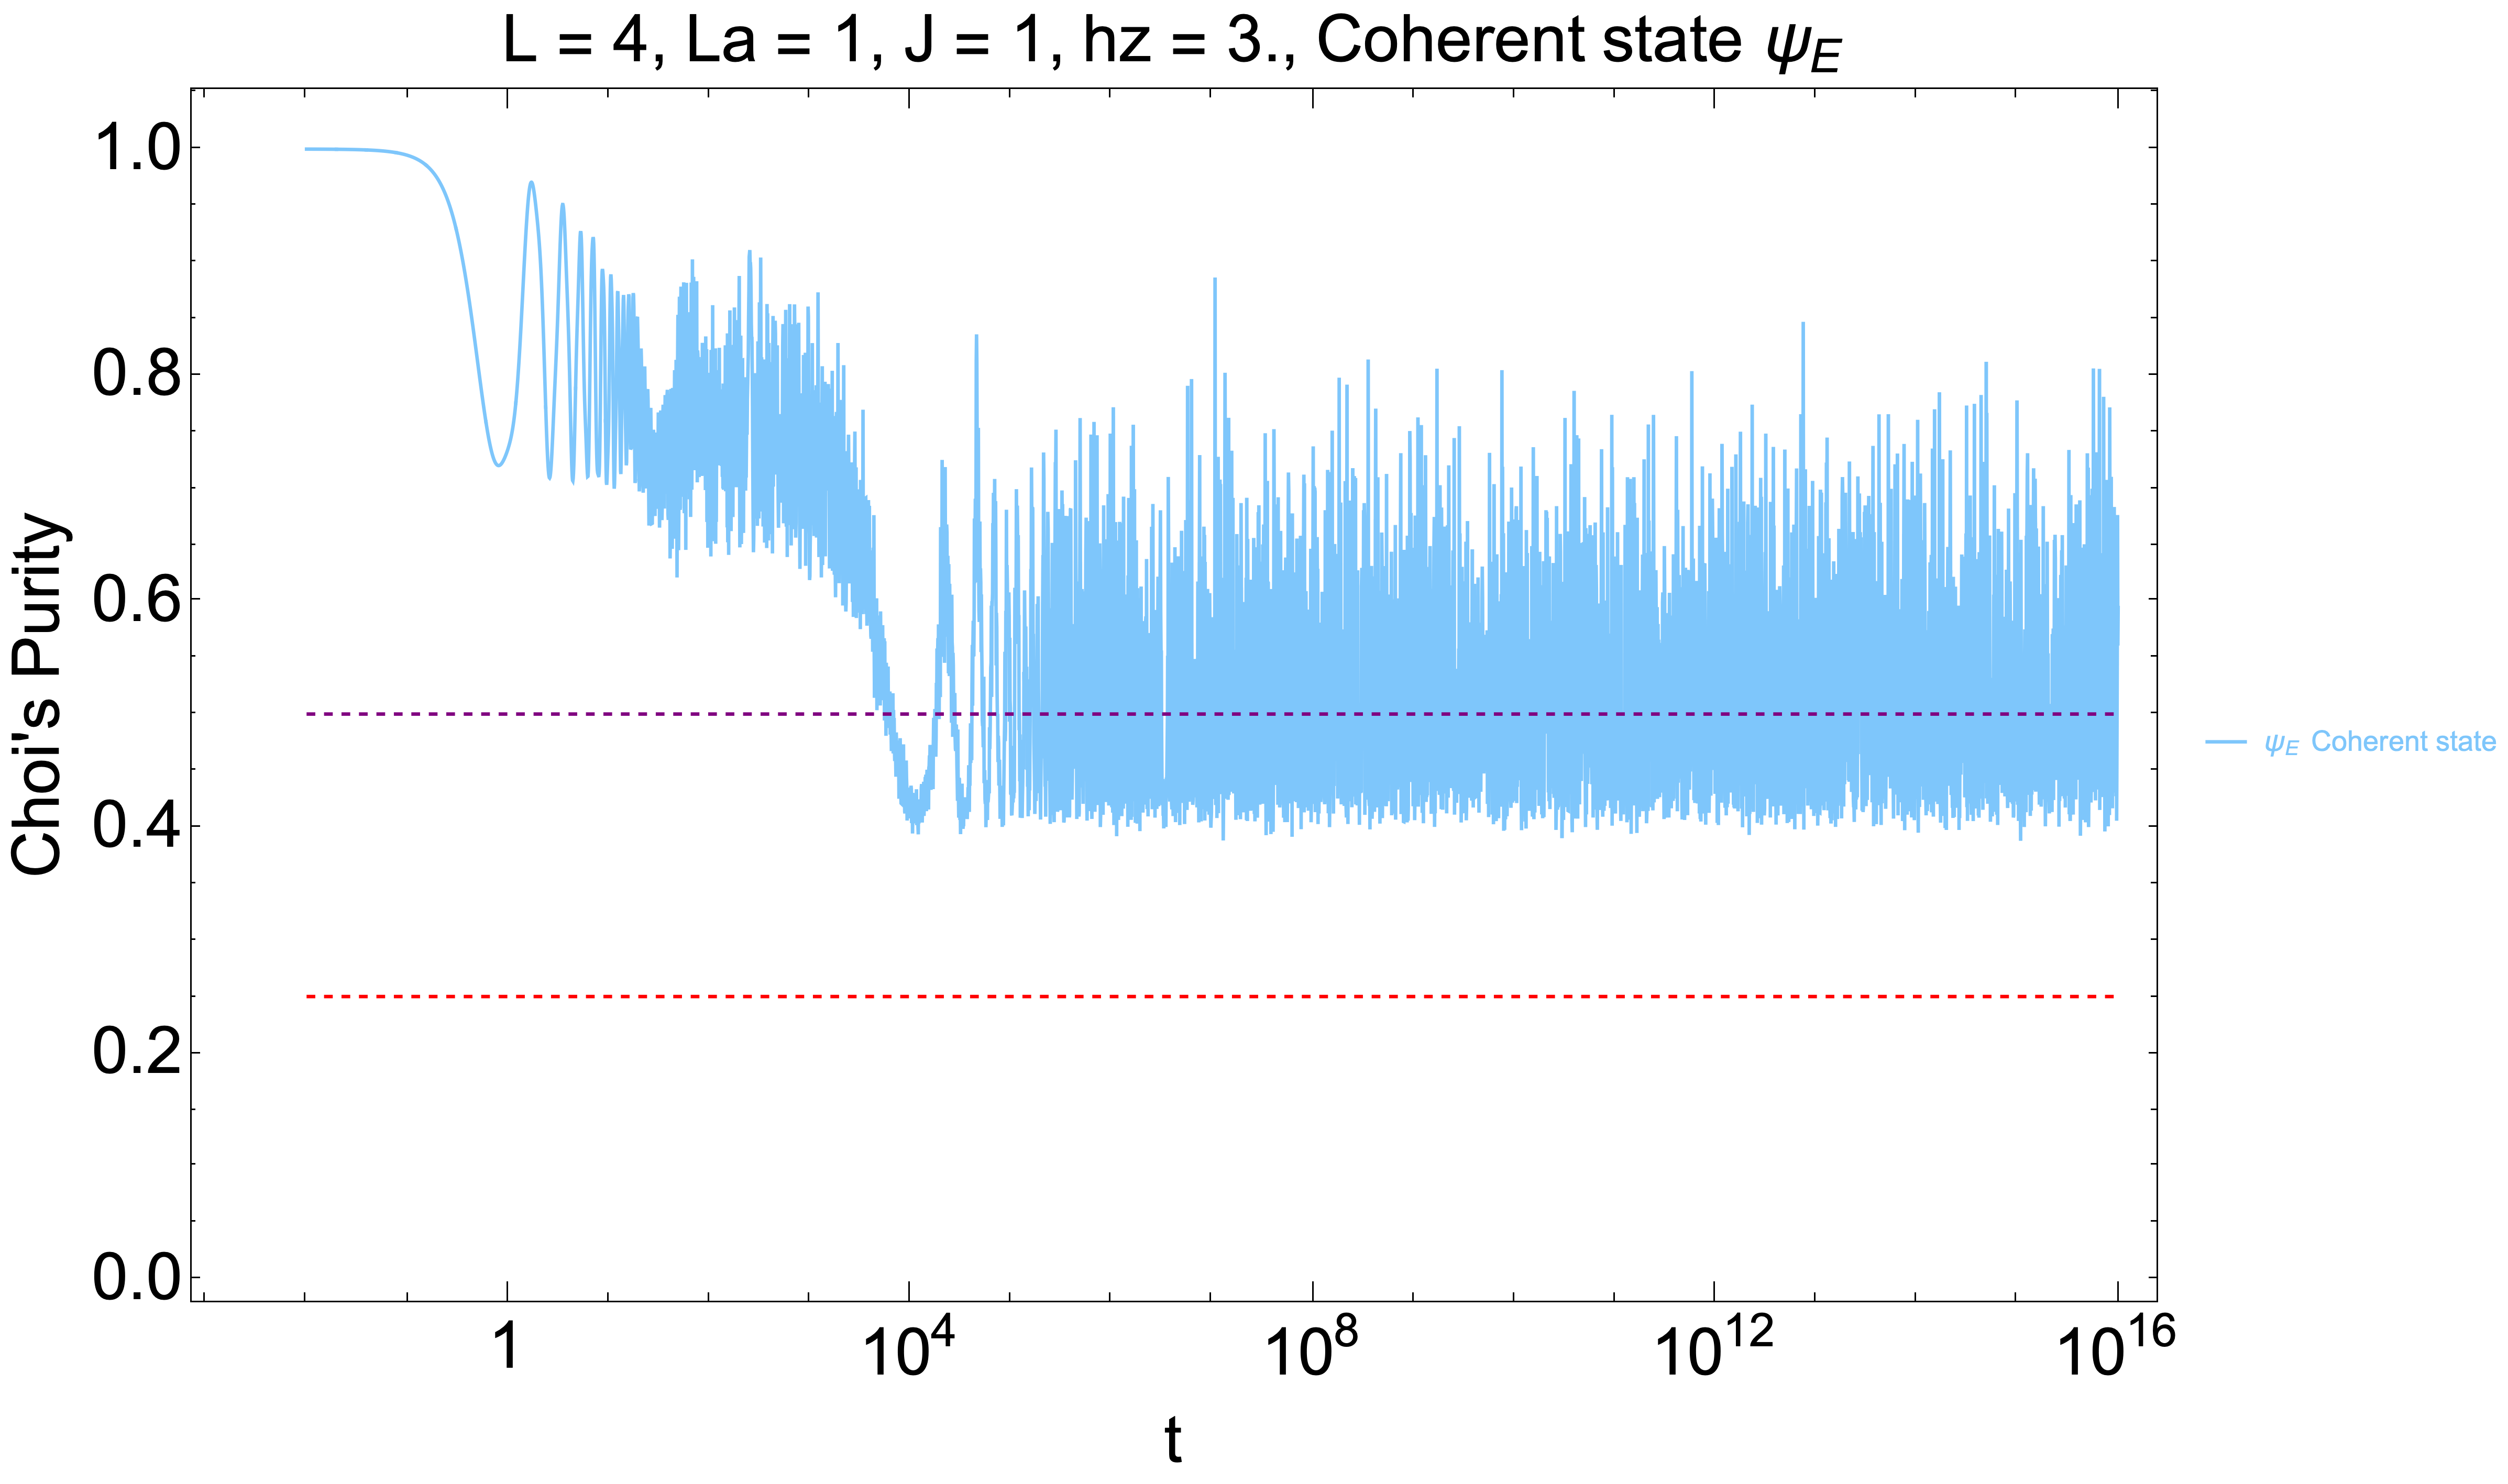 L = 4, La = 1, J = 1, hz = 3., Coherent state ψE
1.0
0.8
0.6
0.4
0.2
0.0
Choi's Purity
1
10^4
10^8
10^12
10^16
t
ψE Coherent state